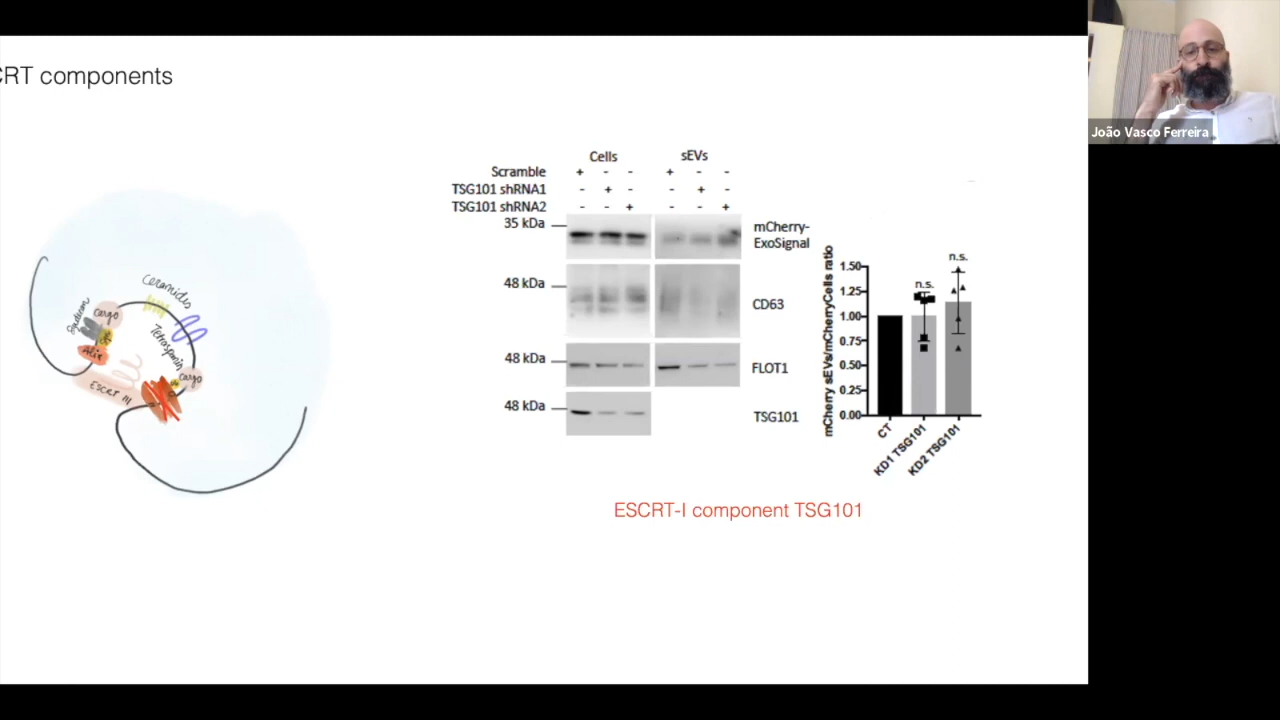 CRT components
João Vasco Ferreira
Cells sEVs
Scramble + - - + - -
TSG101 shRNA1 - + - - + -
TSG101 shRNA2 - - + - - +
35 kDa
mCherry-
ExoSignal
48 kDa
CD63
48 kDa
FLOT1
48 kDa
TSG101
mCherry sEVs/mCherryCells ratio
1.50
1.25
1.00
0.75
0.50
0.25
0.00
n.s.
n.s.
CT
KD1 TSG101
KD2 TSG101
Ceramides
cargo
Tetraspanin
Alix
cargo
ESCRT III
ESCRT-I component TSG101